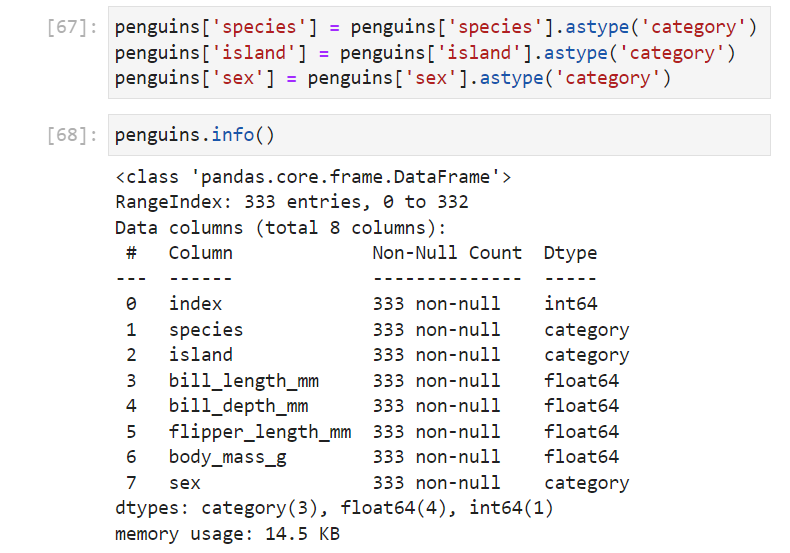 [67]: penguins['species'] = penguins['species'].astype('category')
penguins['island'] = penguins['island'].astype('category')
penguins['sex'] = penguins['sex'].astype('category')
[68]: penguins.info()
<class 'pandas.core.frame.DataFrame'>
RangeIndex: 333 entries, 0 to 332
Data columns (total 8 columns):
 #   Column             Non-Null Count  Dtype
---  ------             --------------  -----
 0   index              333 non-null    int64
 1   species            333 non-null    category
 2   island             333 non-null    category
 3   bill_length_mm     333 non-null    float64
 4   bill_depth_mm      333 non-null    float64
 5   flipper_length_mm  333 non-null    float64
 6   body_mass_g        333 non-null    float64
 7   sex                333 non-null    category
dtypes: category(3), float64(4), int64(1)
memory usage: 14.5 KB